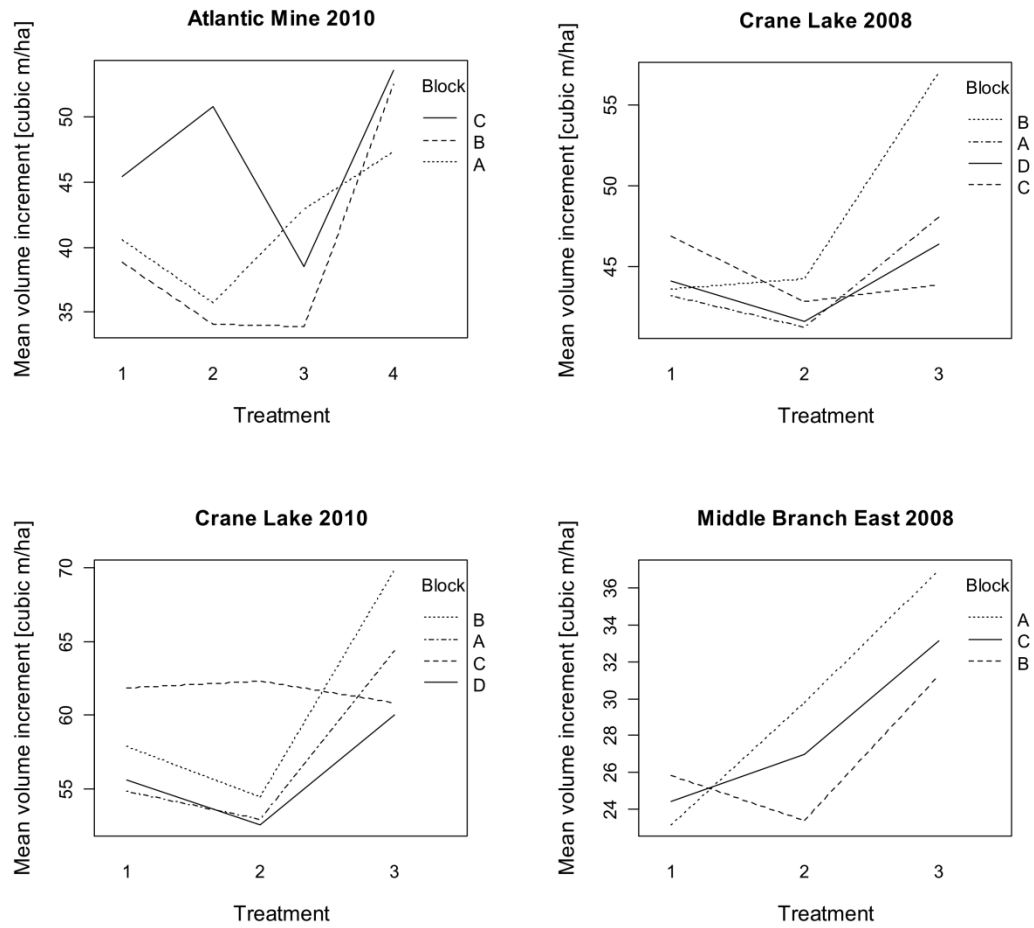 Atlantic Mine 2010
Mean volume increment [cubic m/ha]
50
45
40
35
Block
C
B
A
1 2 3 4
Treatment
Crane Lake 2008
Mean volume increment [cubic m/ha]
55
50
45
Block
B
A
D
C
1 2 3
Treatment
Crane Lake 2010
Mean volume increment [cubic m/ha]
70
65
60
55
Block
B
A
C
D
1 2 3
Treatment
Middle Branch East 2008
Mean volume increment [cubic m/ha]
36
34
32
30
28
26
24
Block
A
C
B
1 2 3
Treatment